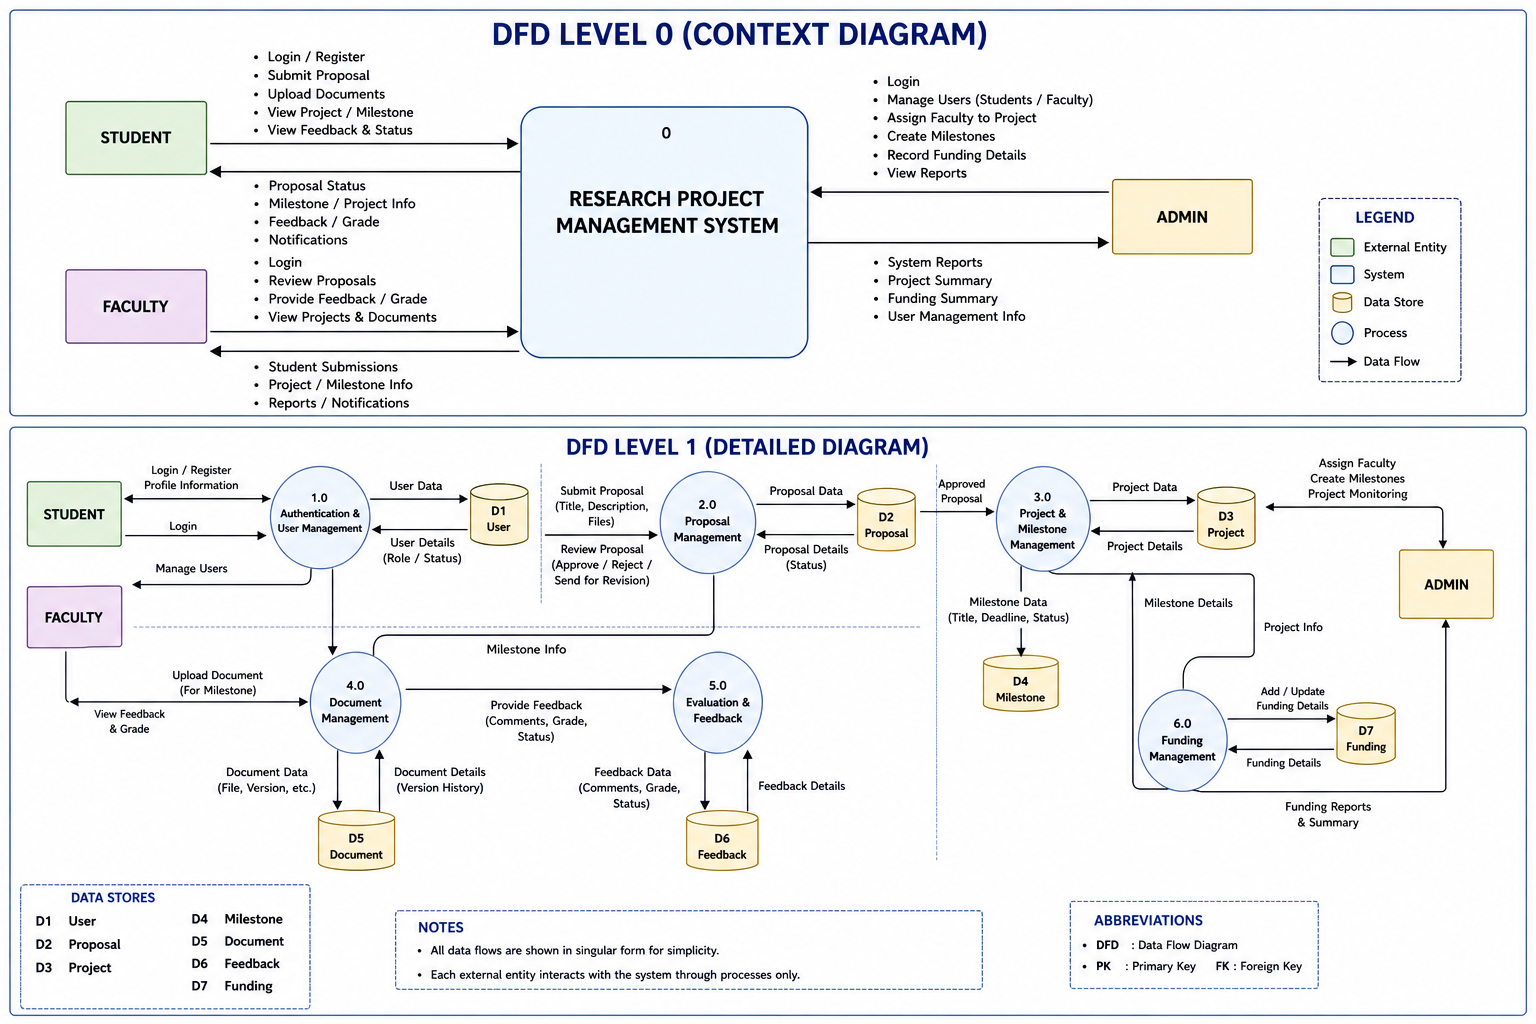 DFD LEVEL 0 (CONTEXT DIAGRAM)
• Login / Register
• Submit Proposal
• Upload Documents
• View Project / Milestone
• View Feedback & Status
STUDENT
• Proposal Status
• Milestone / Project Info
• Feedback / Grade
• Notifications
• Login
• Review Proposals
• Provide Feedback / Grade
• View Projects & Documents
FACULTY
• Student Submissions
• Project / Milestone Info
• Reports / Notifications
0
RESEARCH PROJECT
MANAGEMENT SYSTEM
• Login
• Manage Users (Students / Faculty)
• Assign Faculty to Project
• Create Milestones
• Record Funding Details
• View Reports
ADMIN
• System Reports
• Project Summary
• Funding Summary
• User Management Info
LEGEND
External Entity
System
Data Store
Process
Data Flow
DFD LEVEL 1 (DETAILED DIAGRAM)
STUDENT
Login / Register
Profile Information
Login
Manage Users
FACULTY
1.0
Authentication &
User Management
User Data
User Details
(Role / Status)
D1
User
Submit Proposal
(Title, Description,
Files)
Review Proposal
(Approve / Reject /
Send for Revision)
2.0
Proposal
Management
Proposal Data
Proposal Details
(Status)
D2
Proposal
Approved
Proposal
3.0
Project &
Milestone
Management
Project Data
Project Details
D3
Project
Assign Faculty
Create Milestones
Project Monitoring
ADMIN
Milestone Data
(Title, Deadline, Status)
D4
Milestone
Milestone Details
Project Info
Milestone Info
Upload Document
(For Milestone)
View Feedback
& Grade
4.0
Document
Management
Provide Feedback
(Comments, Grade,
Status)
5.0
Evaluation &
Feedback
Document Data
(File, Version, etc.)
Document Details
(Version History)
D5
Document
Feedback Data
(Comments, Grade,
Status)
Feedback Details
D6
Feedback
6.0
Funding
Management
Add / Update
Funding Details
Funding Details
D7
Funding
Funding Reports
& Summary
DATA STORES
D1 User
D2 Proposal
D3 Project
D4 Milestone
D5 Document
D6 Feedback
D7 Funding
NOTES
• All data flows are shown in singular form for simplicity.
• Each external entity interacts with the system through processes only.
ABBREVIATIONS
• DFD : Data Flow Diagram
• PK : Primary Key FK : Foreign Key